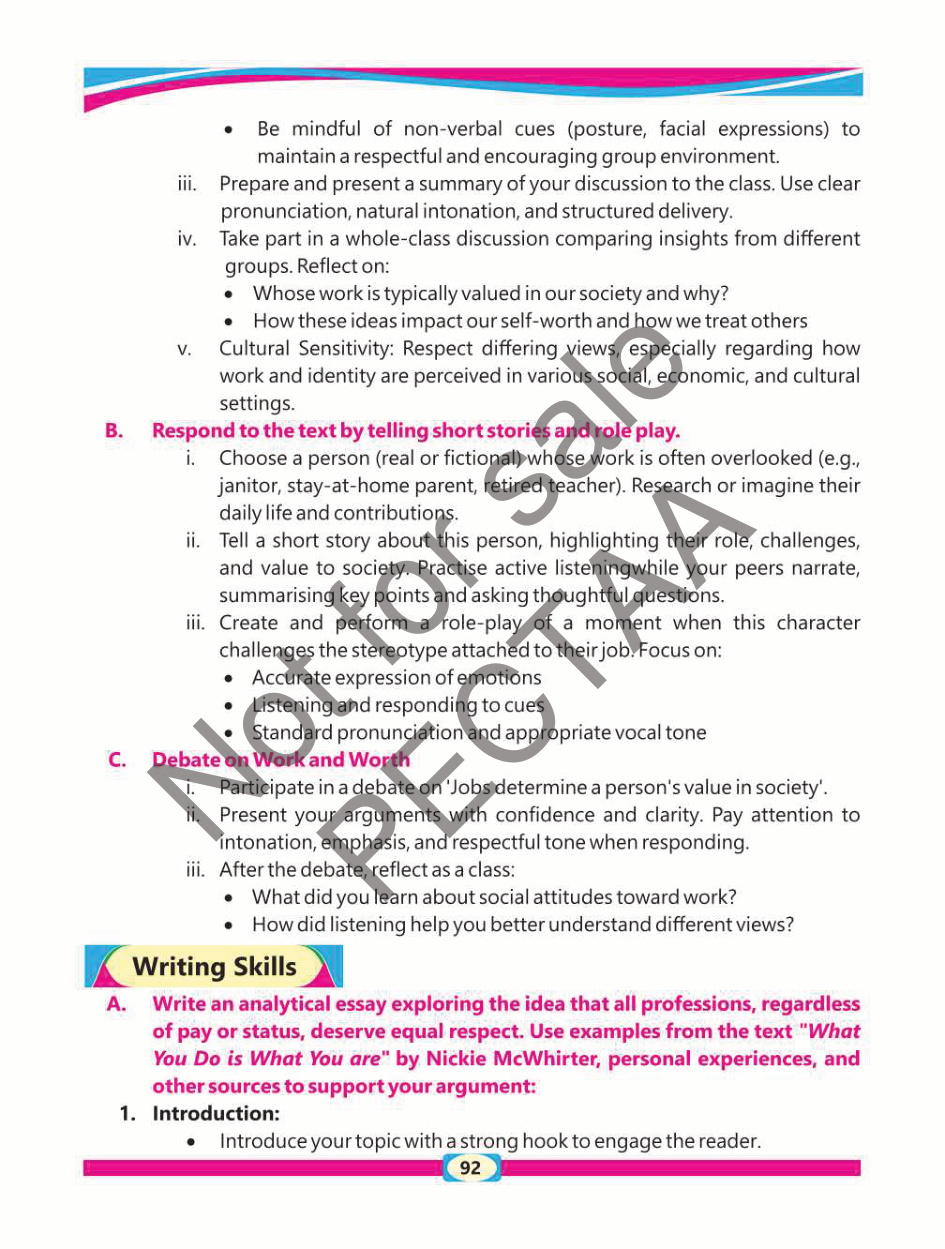 • Be mindful of non-verbal cues (posture, facial expressions) to
maintain a respectful and encouraging group environment.
iii. Prepare and present a summary of your discussion to the class. Use clear
pronunciation, natural intonation, and structured delivery.
iv. Take part in a whole-class discussion comparing insights from different
groups. Reflect on:
• Whose work is typically valued in our society and why?
• How these ideas impact our self-worth and how we treat others
v. Cultural Sensitivity: Respect differing views, especially regarding how
work and identity are perceived in various social, economic, and cultural
settings.
B. Respond to the text by telling short stories and role play.
i. Choose a person (real or fictional) whose work is often overlooked (e.g.,
janitor, stay-at-home parent, retired teacher). Research or imagine their
daily life and contributions.
ii. Tell a short story about this person, highlighting their role, challenges,
and value to society. Practise active listeningwhile your peers narrate,
summarising key points and asking thoughtful questions.
iii. Create and perform a role-play of a moment when this character
challenges the stereotype attached to their job. Focus on:
• Accurate expression of emotions
• Listening and responding to cues
• Standard pronunciation and appropriate vocal tone
C. Debate on Work and Worth
i. Participate in a debate on 'Jobs determine a person's value in society'.
ii. Present your arguments with confidence and clarity. Pay attention to
intonation, emphasis, and respectful tone when responding.
iii. After the debate, reflect as a class:
• What did you learn about social attitudes toward work?
• How did listening help you better understand different views?
Writing Skills
A. Write an analytical essay exploring the idea that all professions, regardless
of pay or status, deserve equal respect. Use examples from the text "What
You Do is What You are" by Nickie McWhirter, personal experiences, and
other sources to support your argument:
1. Introduction:
• Introduce your topic with a strong hook to engage the reader.
92
Not for sale
PECTAA